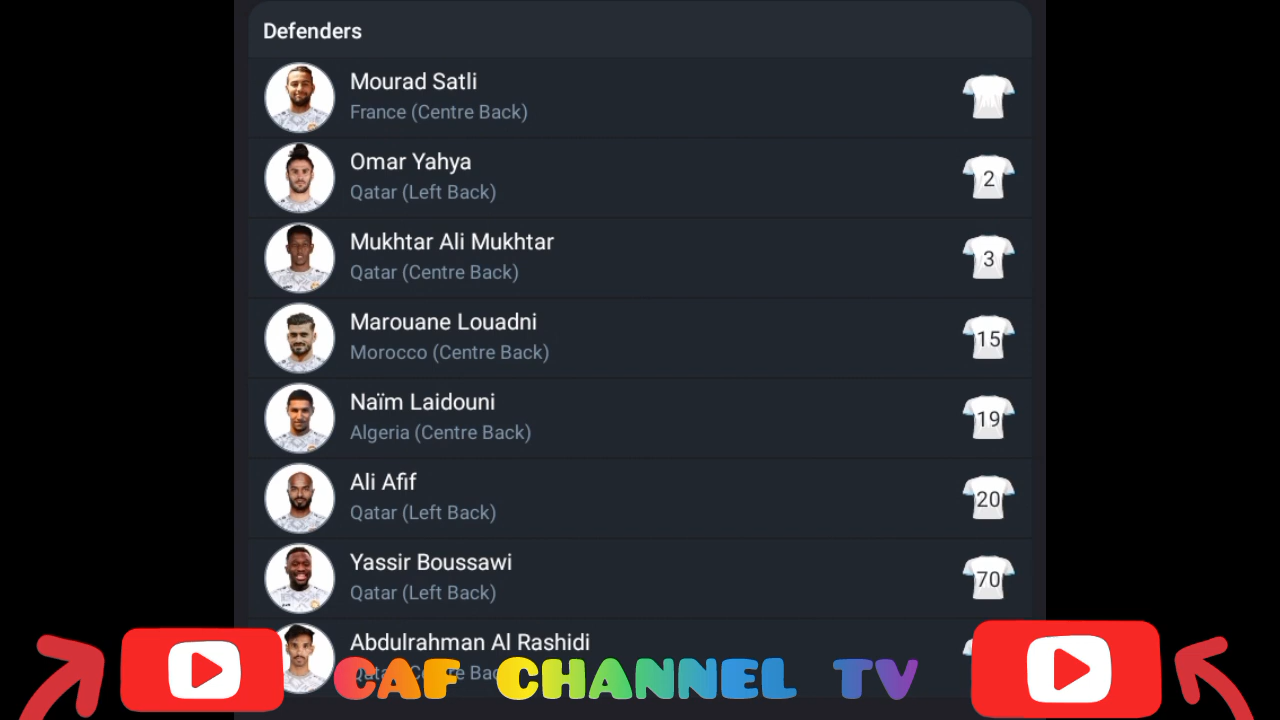 Defenders
Mourad Satli
France (Centre Back)
Omar Yahya
Qatar (Left Back)
2
Mukhtar Ali Mukhtar
Qatar (Centre Back)
3
Marouane Louadni
Morocco (Centre Back)
15
Naïm Laidouni
Algeria (Centre Back)
19
Ali Afif
Qatar (Left Back)
20
Yassir Boussawi
Qatar (Left Back)
70
Abdulrahman Al Rashidi
CAF CHANNEL TV